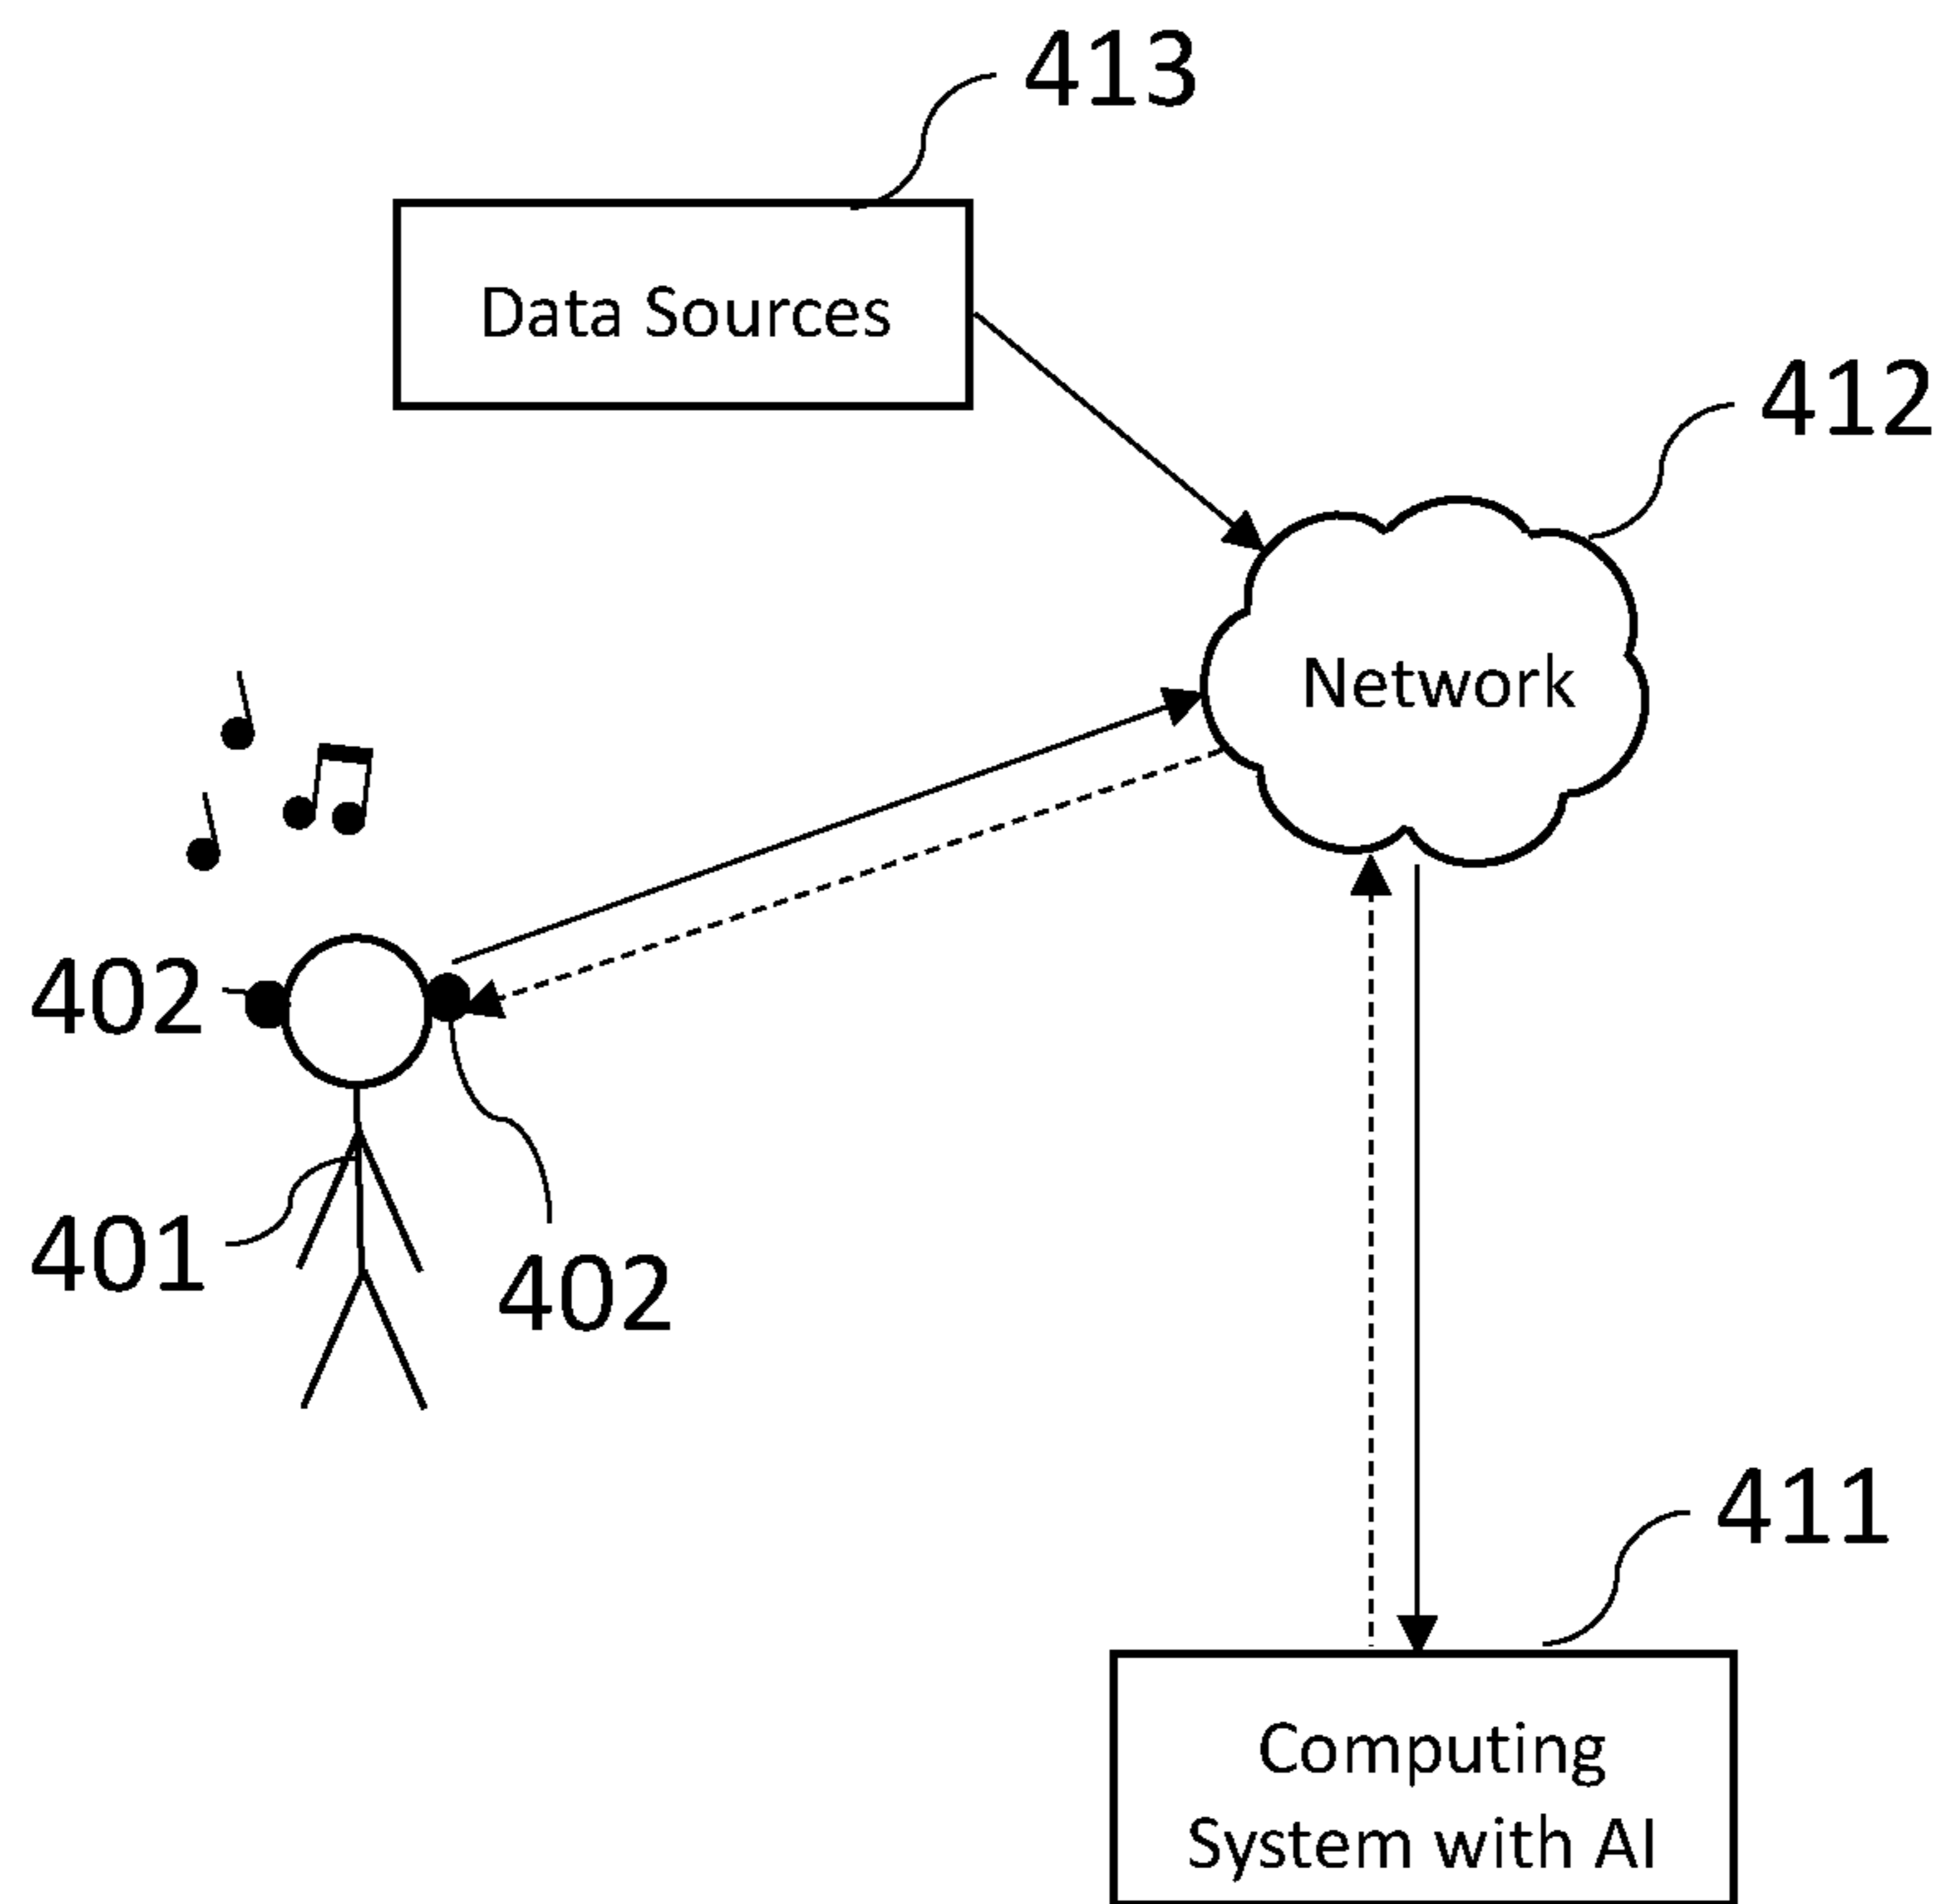 413
Data Sources
412
Network
402
401
402
411
Computing
System with AI